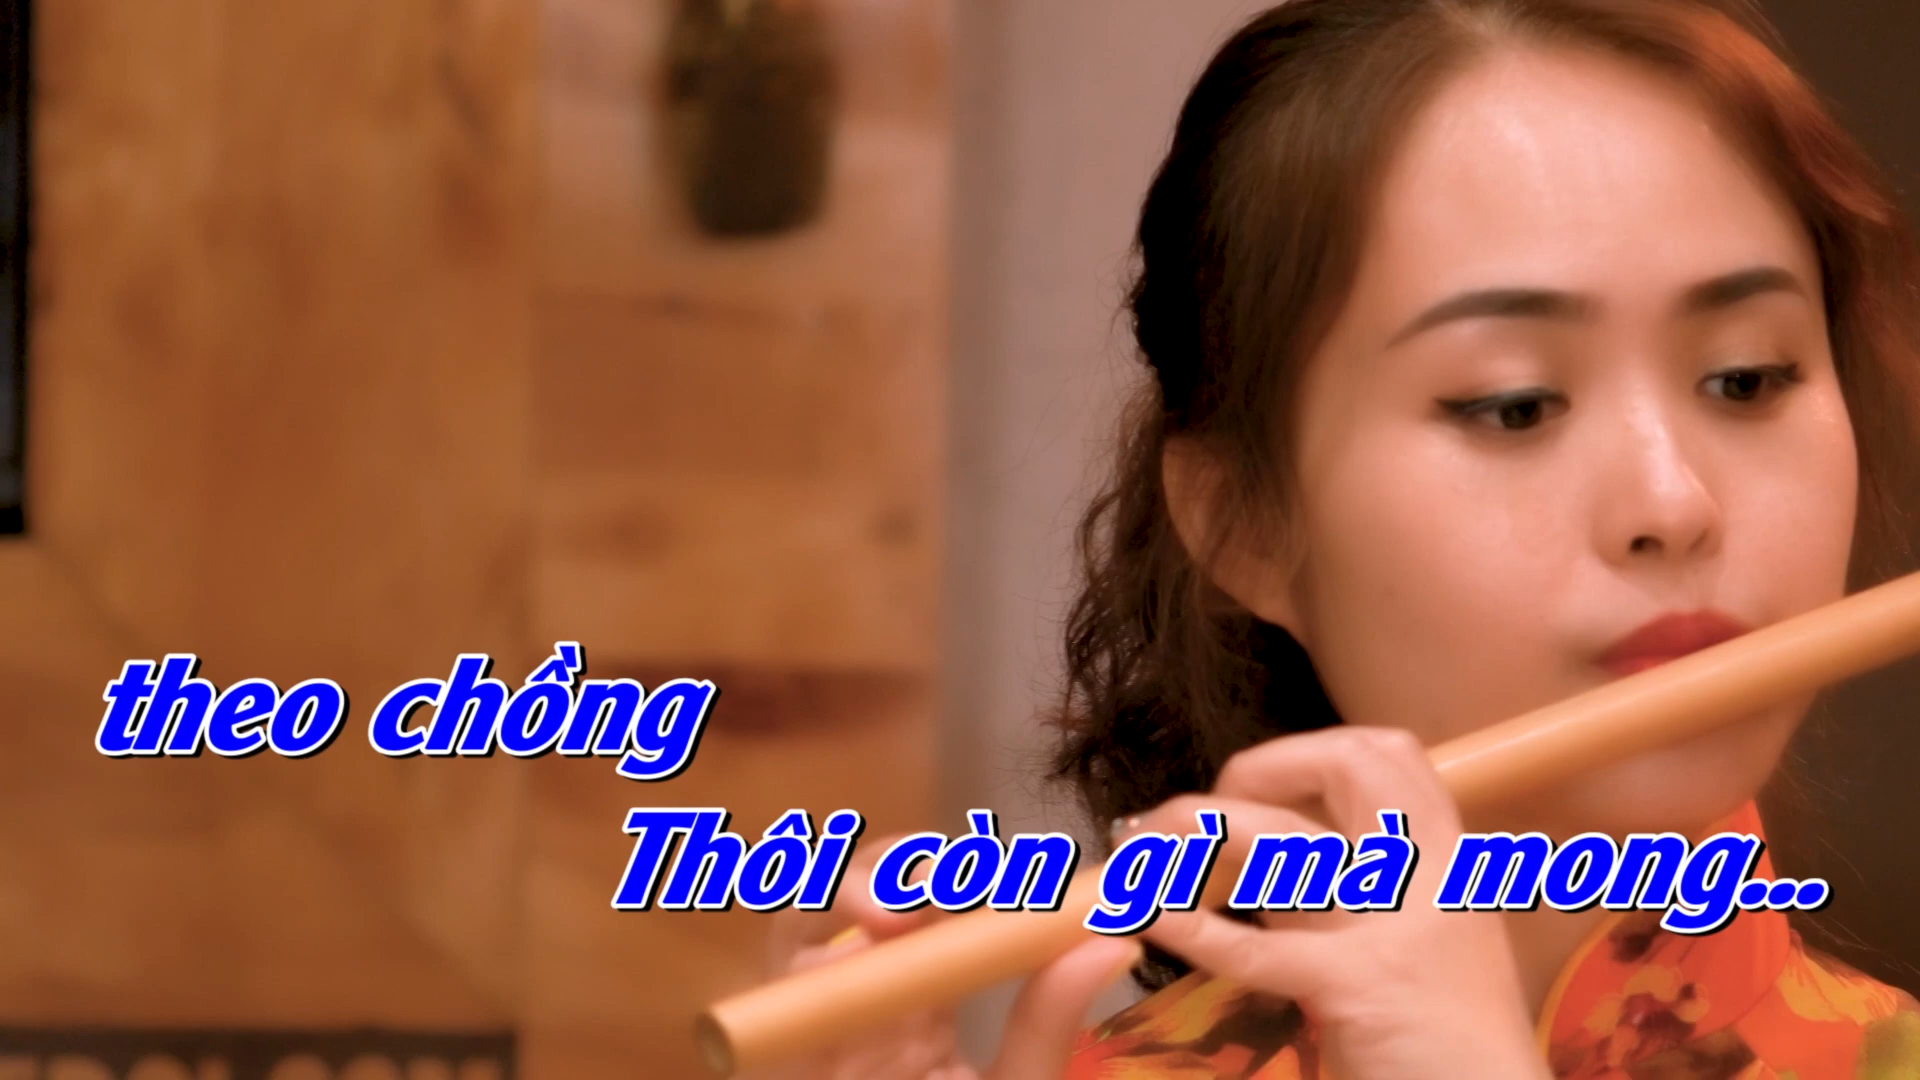 theo chồng
Thôi còn gì mà mong...